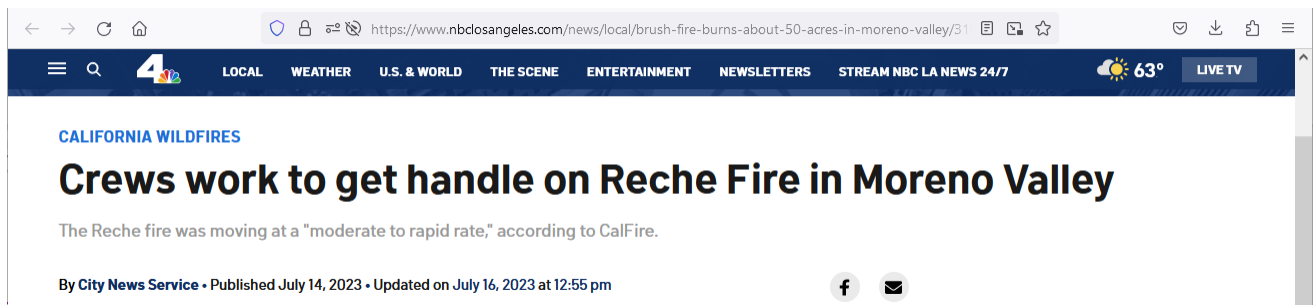 https://www.nbclosangeles.com/news/local/brush-fire-burns-about-50-acres-in-moreno-valley/31
4 LOCAL WEATHER U.S. & WORLD THE SCENE ENTERTAINMENT NEWSLETTERS STREAM NBC LA NEWS 24/7 63° LIVE TV
CALIFORNIA WILDFIRES
Crews work to get handle on Reche Fire in Moreno Valley
The Reche fire was moving at a "moderate to rapid rate," according to CalFire.
By City News Service • Published July 14, 2023 • Updated on July 16, 2023 at 12:55 pm